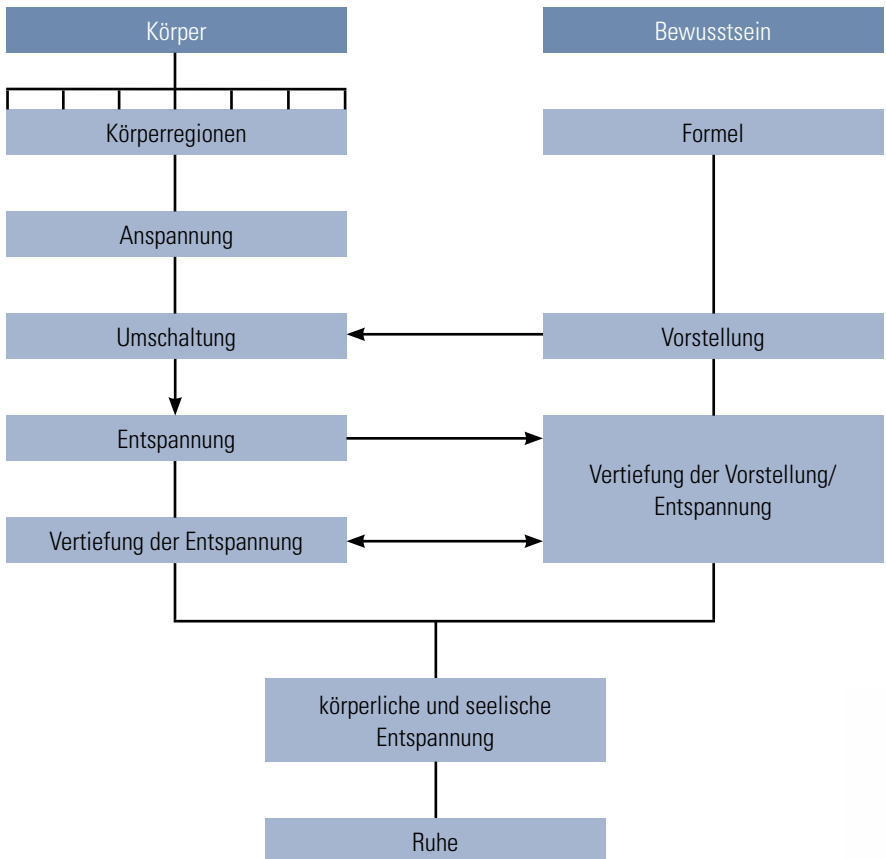 Körper
Bewusstsein
Körperregionen
Formel
Anspannung
Umschaltung
Vorstellung
Entspannung
Vertiefung der Vorstellung/
Entspannung
Vertiefung der Entspannung
körperliche und seelische
Entspannung
Ruhe